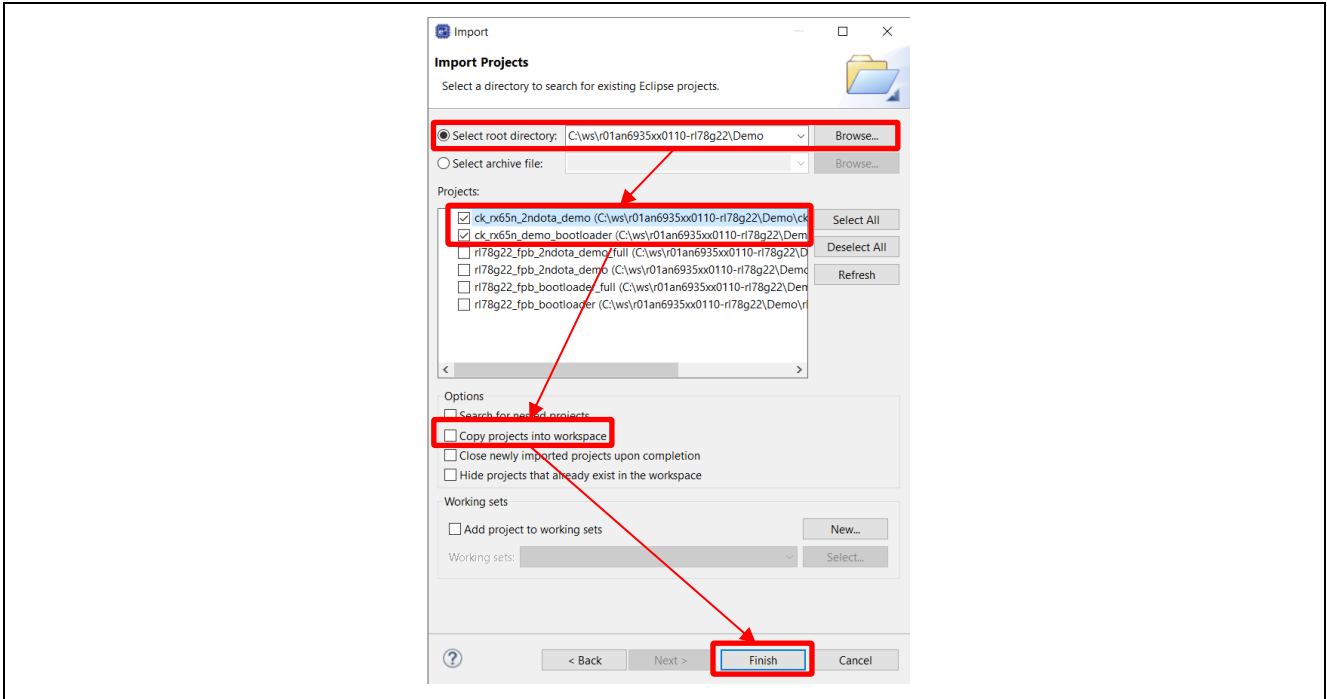 Import
Import Projects
Select a directory to search for existing Eclipse projects.
Select root directory: C:\ws\r01an6935xx0110-rl78g22\Demo Browse...
Select archive file: Browse...
Projects:
ck_rx65n_2ndota_demo (C:\ws\r01an6935xx0110-rl78g22\Demo\ck Select All
ck_rx65n_demo_bootloader (C:\ws\r01an6935xx0110-rl78g22\Dem
Deselect All
rl78g22_fpb_2ndota_demo_full (C:\ws\r01an6935xx0110-rl78g22\D
rl78g22_fpb_2ndota_demo (C:\ws\r01an6935xx0110-rl78g22\Demo Refresh
rl78g22_fpb_bootloader_full (C:\ws\r01an6935xx0110-rl78g22\Dem
rl78g22_fpb_bootloader (C:\ws\r01an6935xx0110-rl78g22\Demo\rl
Options
Search for nested projects
Copy projects into workspace
Close newly imported projects upon completion
Hide projects that already exist in the workspace
Working sets
Add project to working sets New...
Working sets: Select...
? < Back Next > Finish Cancel